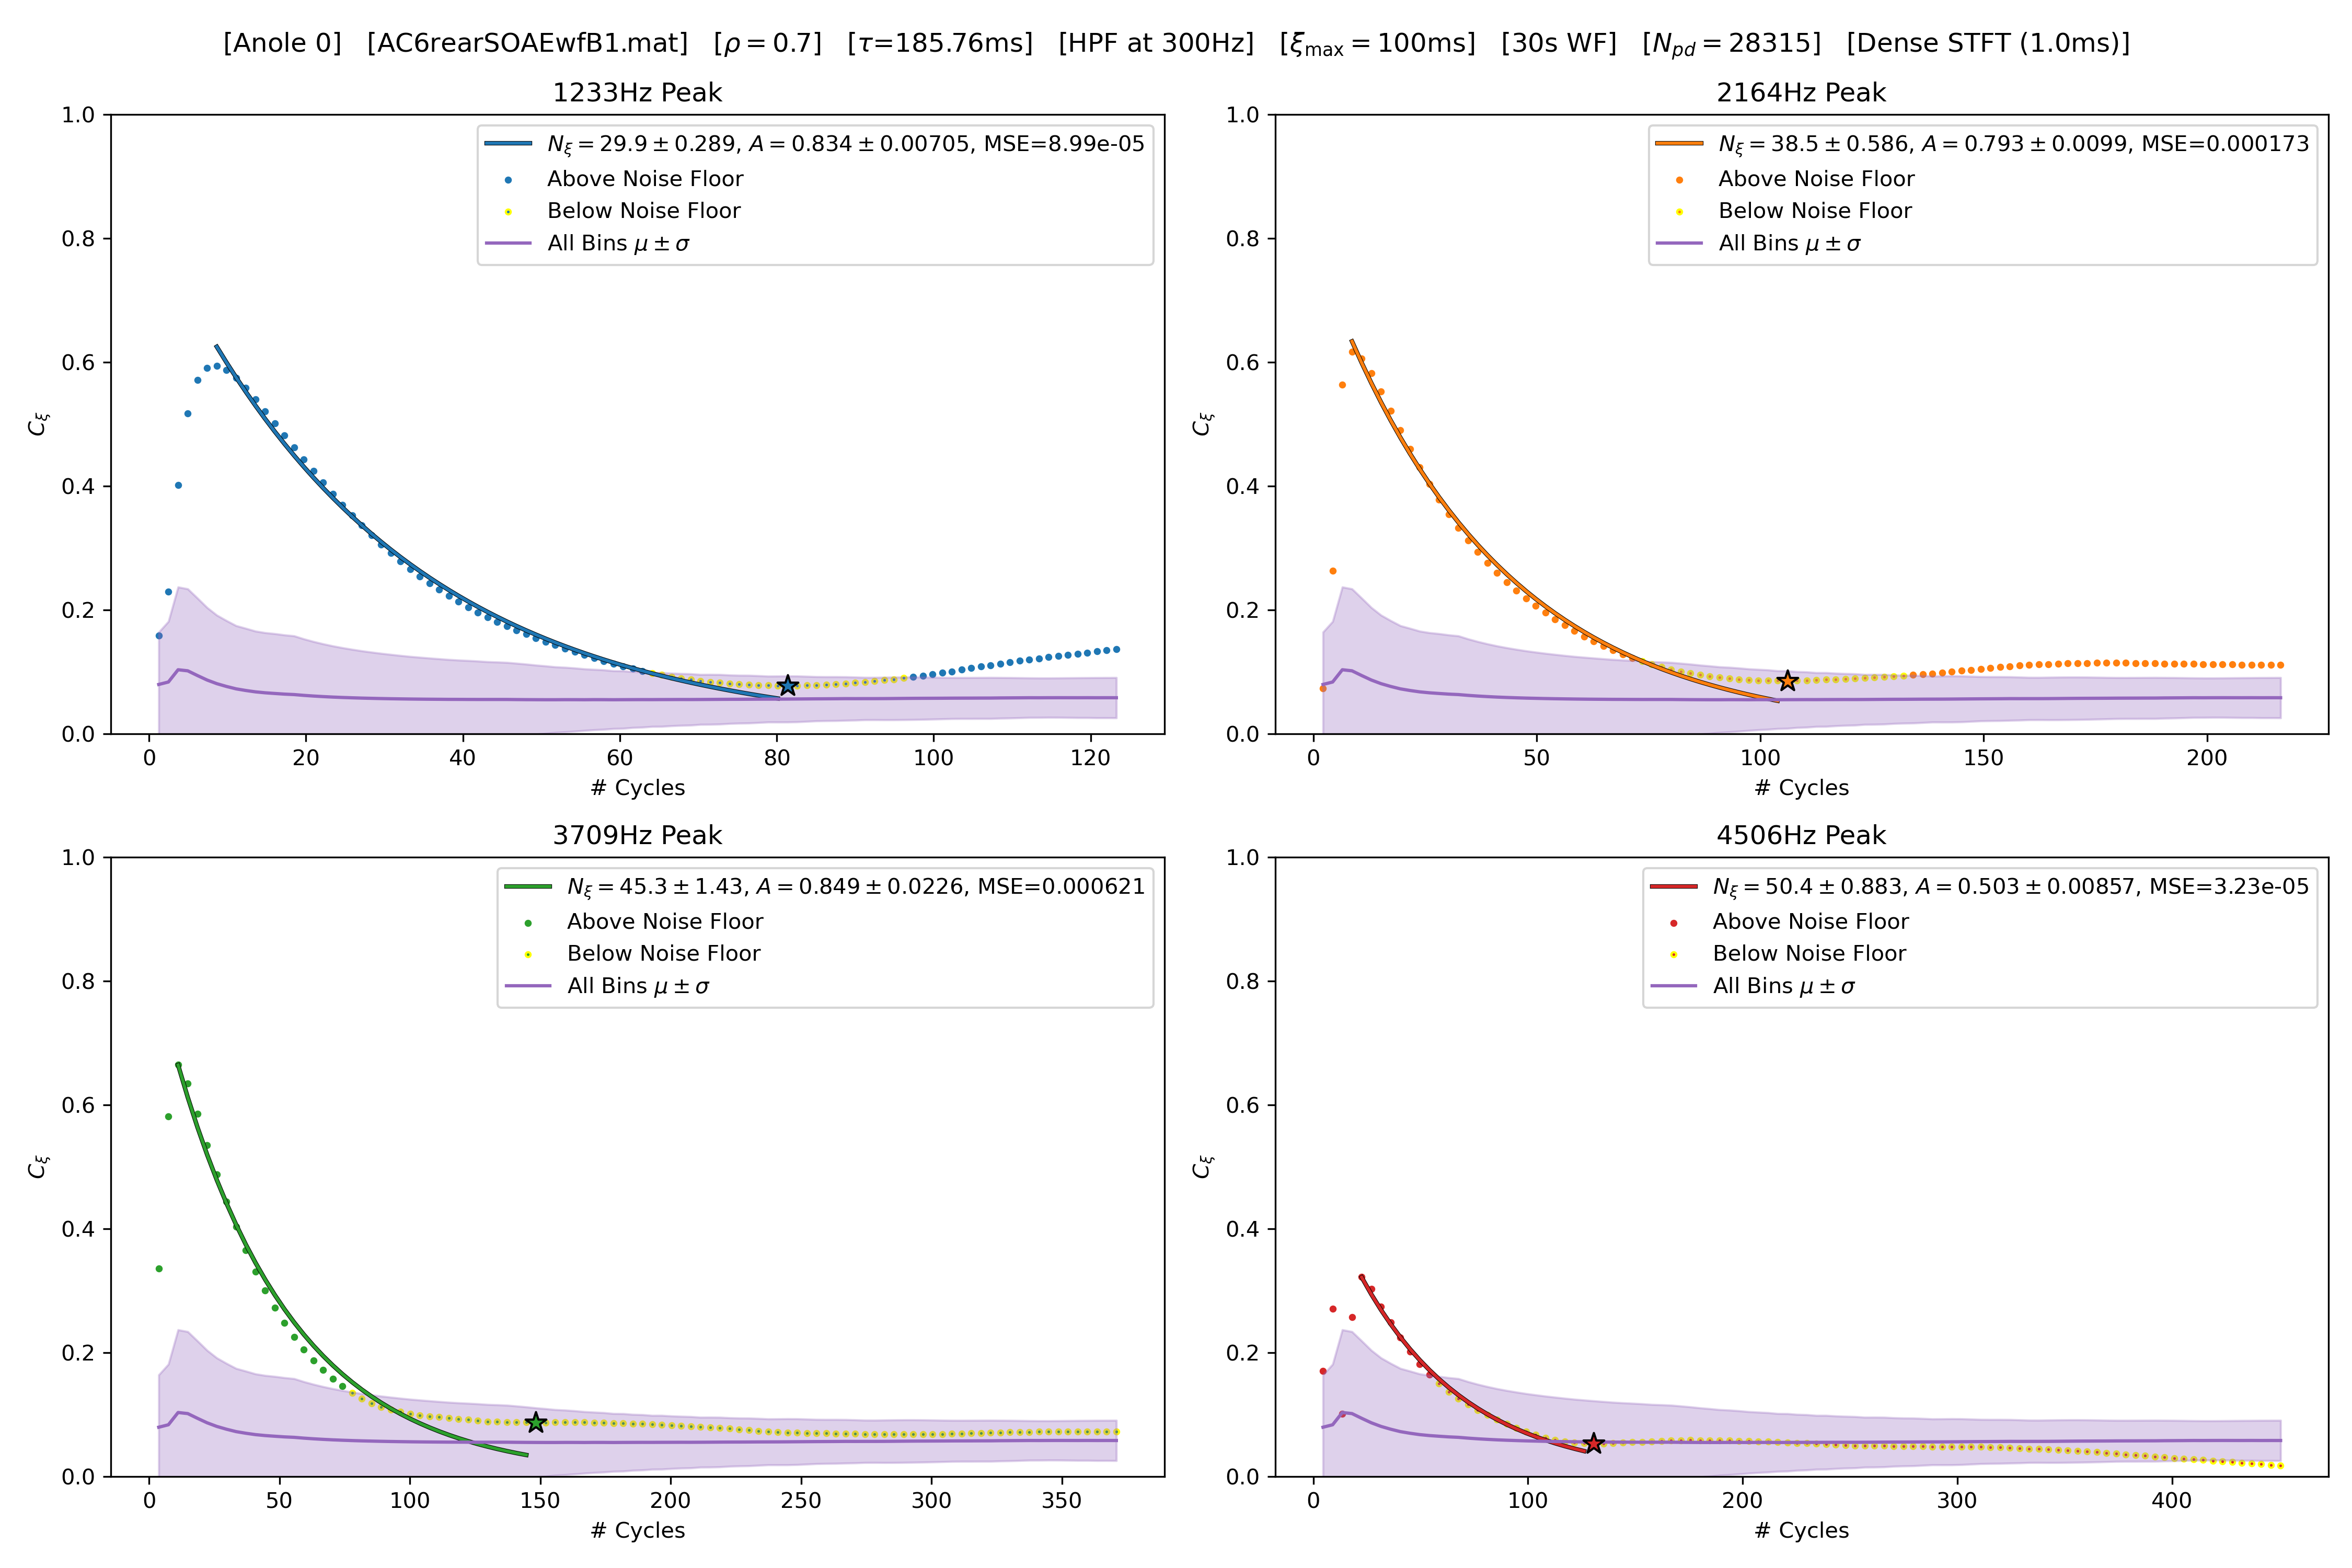 [Anole 0] [AC6rearSOAEwfB1.mat] [ρ = 0.7] [τ=185.76ms] [HPF at 300Hz] [ξmax = 100ms] [30s WF] [Npd = 28315] [Dense STFT (1.0ms)]
1233Hz Peak
Nξ = 29.9 ± 0.289, A = 0.834 ± 0.00705, MSE=8.99e-05
Above Noise Floor
Below Noise Floor
All Bins μ ± σ
Cξ
1.0
0.8
0.6
0.4
0.2
0.0
0 20 40 60 80 100 120
# Cycles
2164Hz Peak
Nξ = 38.5 ± 0.586, A = 0.793 ± 0.0099, MSE=0.000173
Above Noise Floor
Below Noise Floor
All Bins μ ± σ
Cξ
1.0
0.8
0.6
0.4
0.2
0.0
0 50 100 150 200
# Cycles
3709Hz Peak
Nξ = 45.3 ± 1.43, A = 0.849 ± 0.0226, MSE=0.000621
Above Noise Floor
Below Noise Floor
All Bins μ ± σ
Cξ
1.0
0.8
0.6
0.4
0.2
0.0
0 50 100 150 200 250 300 350
# Cycles
4506Hz Peak
Nξ = 50.4 ± 0.883, A = 0.503 ± 0.00857, MSE=3.23e-05
Above Noise Floor
Below Noise Floor
All Bins μ ± σ
Cξ
1.0
0.8
0.6
0.4
0.2
0.0
0 100 200 300 400
# Cycles